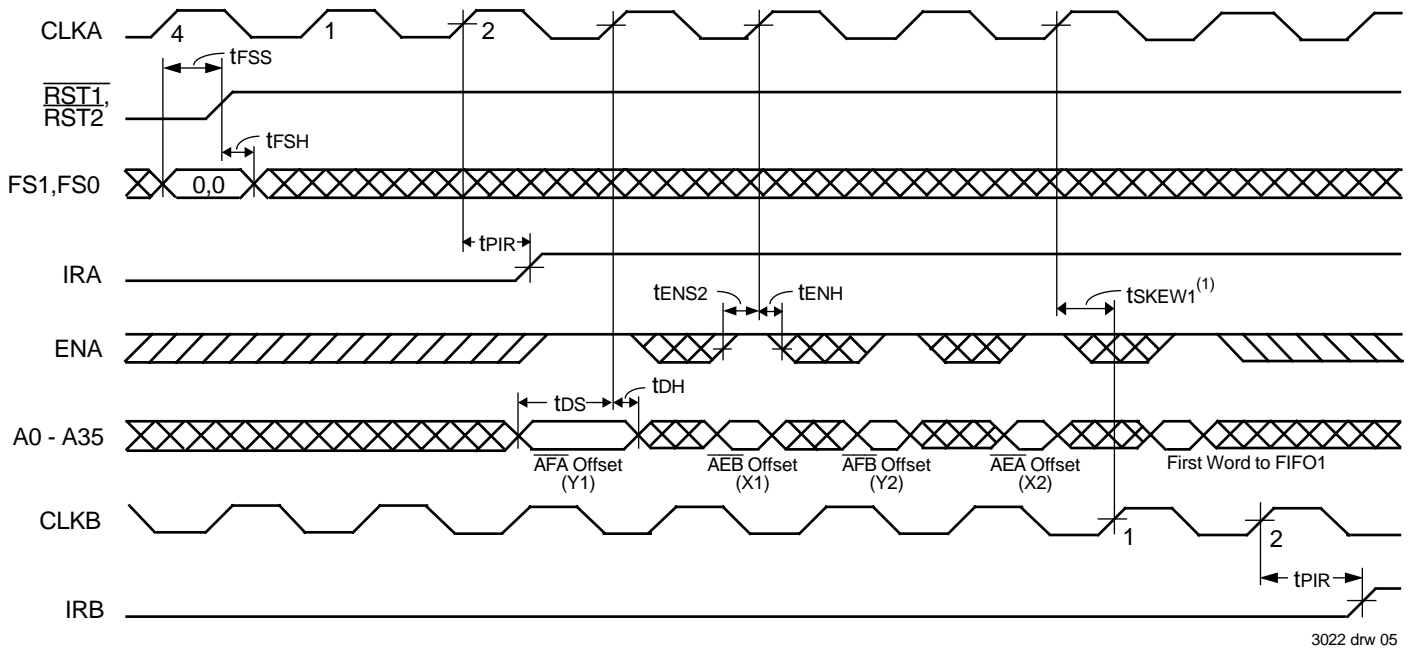 CLKA
4
1
2
tFSS
RST1,
RST2
tFSH
FS1,FS0
0,0
tPIR
IRA
tENS2
tENH
tSKEW1(1)
ENA
tDS
tDH
A0 - A35
AFA Offset
(Y1)
AEB Offset
(X1)
AFB Offset
(Y2)
AEA Offset
(X2)
First Word to FIFO1
CLKB
1
2
tPIR
IRB
3022 drw 05